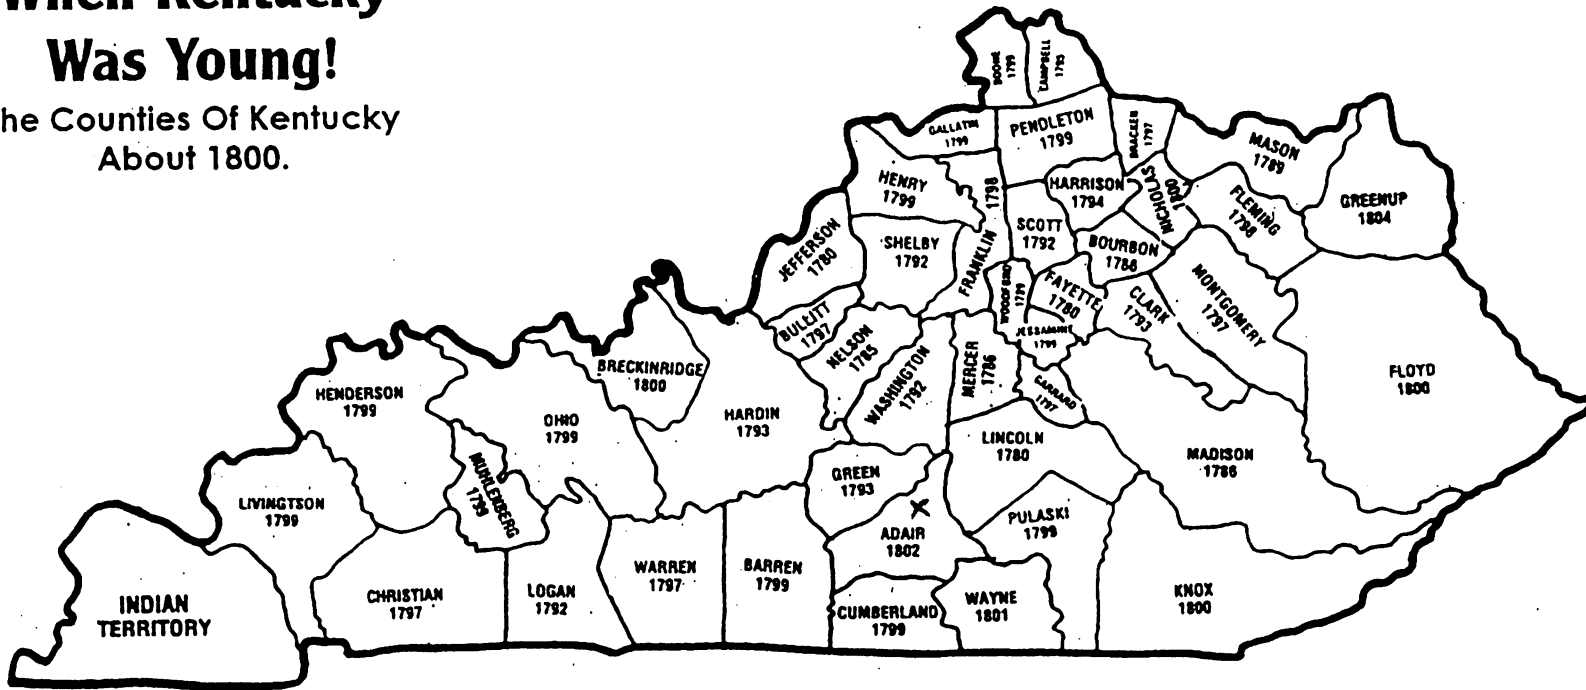 When Kentucky
Was Young!
he Counties Of Kentucky
About 1800.
BOONE
1799
CAMPBELL
1795
GALLATIN
1799
PENDLETON
1799
BRACKEN
1797
MASON
1789
HENRY
1799
FRANKLIN 1798
HARRISON
1794
NICHOLAS
1800
FLEMING
1798
GREENUP
1804
JEFFERSON
1780
SHELBY
1792
SCOTT
1792
BOURBON
1786
MONTGOMERY
1797
BULLITT
1797
NELSON
1785
WOODFORD
1789
FAYETTE
1780
CLARK
1793
JESSAMINE
1799
WASHINGTON
1792
MERCER
1786
GARRARD
1797
FLOYD
1800
BRECKINRIDGE
1800
HENDERSON
1799
OHIO
1799
HARDIN
1793
LINCOLN
1780
MADISON
1786
MUHLENBERG
1799
GREEN
1793
LIVINGTSON
1799
PULASKI
1799
ADAIR
1802
WARREN
1797
BARREN
1799
CHRISTIAN
1797
LOGAN
1792
CUMBERLAND
1799
WAYNE
1801
KNOX
1800
INDIAN
TERRITORY